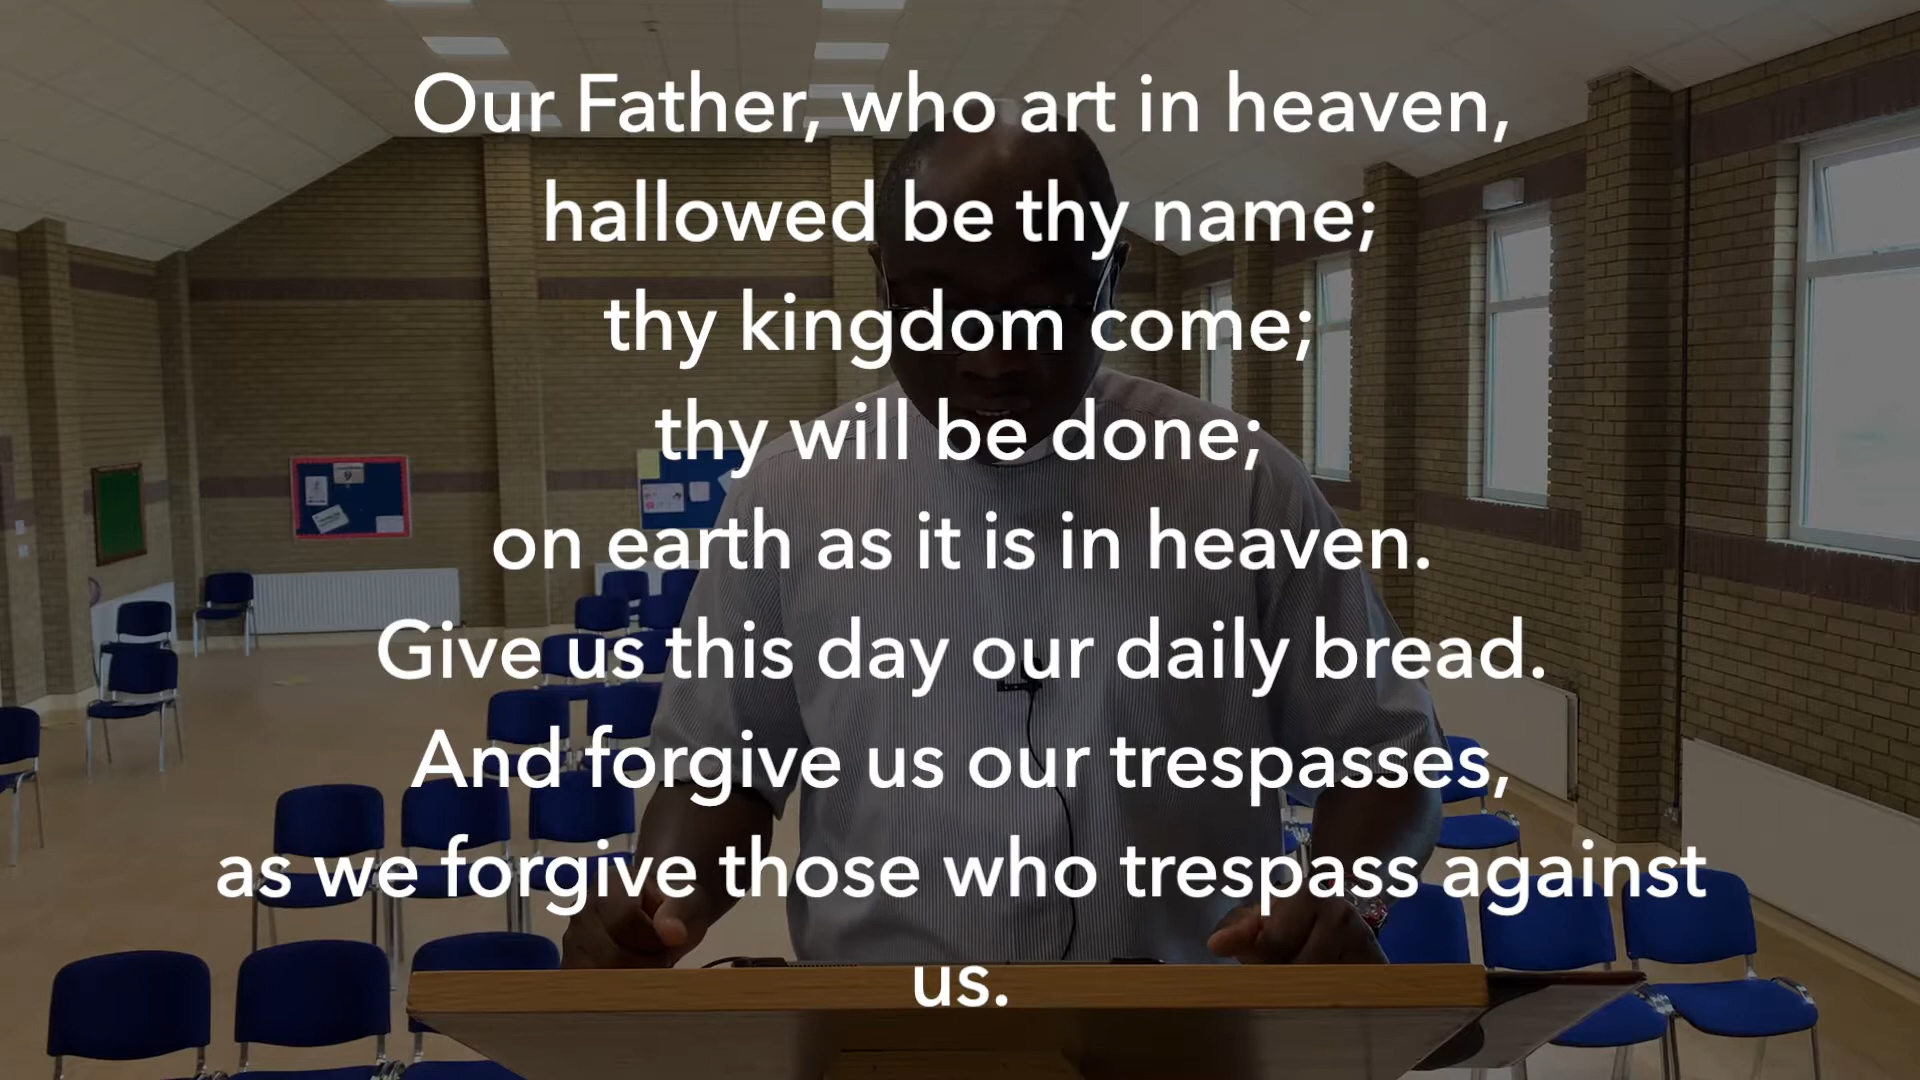 Our Father, who art in heaven,
hallowed be thy name;
thy kingdom come;
thy will be done;
on earth as it is in heaven.
Give us this day our daily bread.
And forgive us our trespasses,
as we forgive those who trespass against
us.